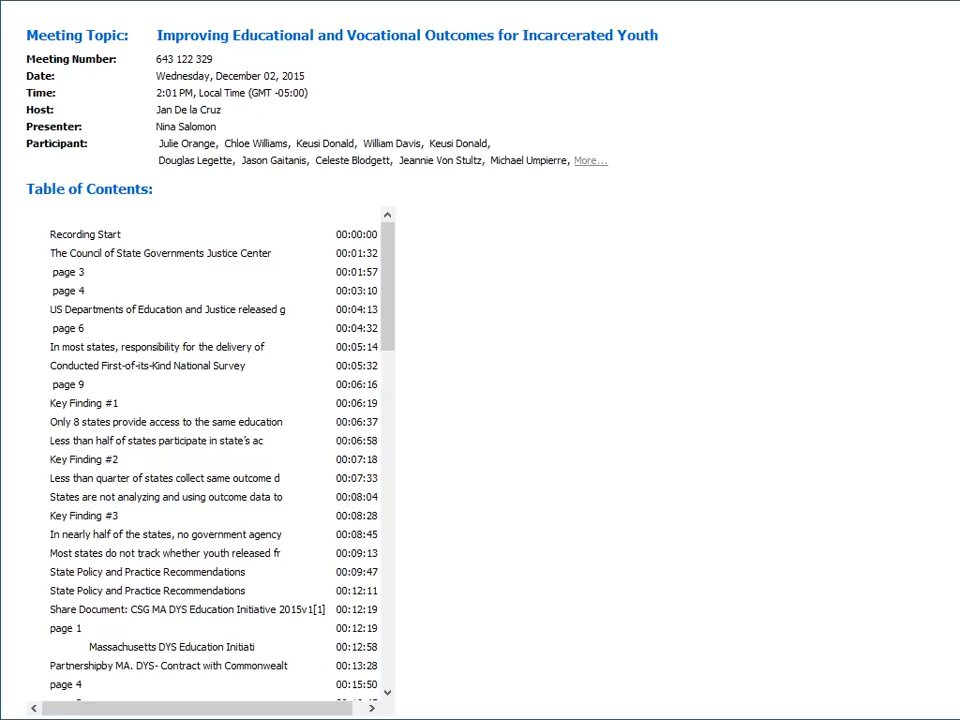 Meeting Topic: Improving Educational and Vocational Outcomes for Incarcerated Youth
Meeting Number: 643 122 329
Date: Wednesday, December 02, 2015
Time: 2:01 PM, Local Time (GMT -05:00)
Host: Jan De la Cruz
Presenter: Nina Salomon
Participant: Julie Orange, Chloe Williams, Keusi Donald, William Davis, Keusi Donald,
Douglas Legette, Jason Gaitanis, Celeste Blodgett, Jeannie Von Stultz, Michael Umpierre, More...
Table of Contents:
Recording Start 00:00:00
The Council of State Governments Justice Center 00:01:32
page 3 00:01:57
page 4 00:03:10
US Departments of Education and Justice released g 00:04:13
page 6 00:04:32
In most states, responsibility for the delivery of 00:05:14
Conducted First-of-its-Kind National Survey 00:05:32
page 9 00:06:16
Key Finding #1 00:06:19
Only 8 states provide access to the same education 00:06:37
Less than half of states participate in state's ac 00:06:58
Key Finding #2 00:07:18
Less than quarter of states collect same outcome d 00:07:33
States are not analyzing and using outcome data to 00:08:04
Key Finding #3 00:08:28
In nearly half of the states, no government agency 00:08:45
Most states do not track whether youth released fr 00:09:13
State Policy and Practice Recommendations 00:09:47
State Policy and Practice Recommendations 00:12:11
Share Document: CSG MA DYS Education Initiative 2015v1[1] 00:12:19
page 1 00:12:19
Massachusetts DYS Education Initiati 00:12:58
Partnershipby MA. DYS- Contract with Commonwealt 00:13:28
page 4 00:15:50